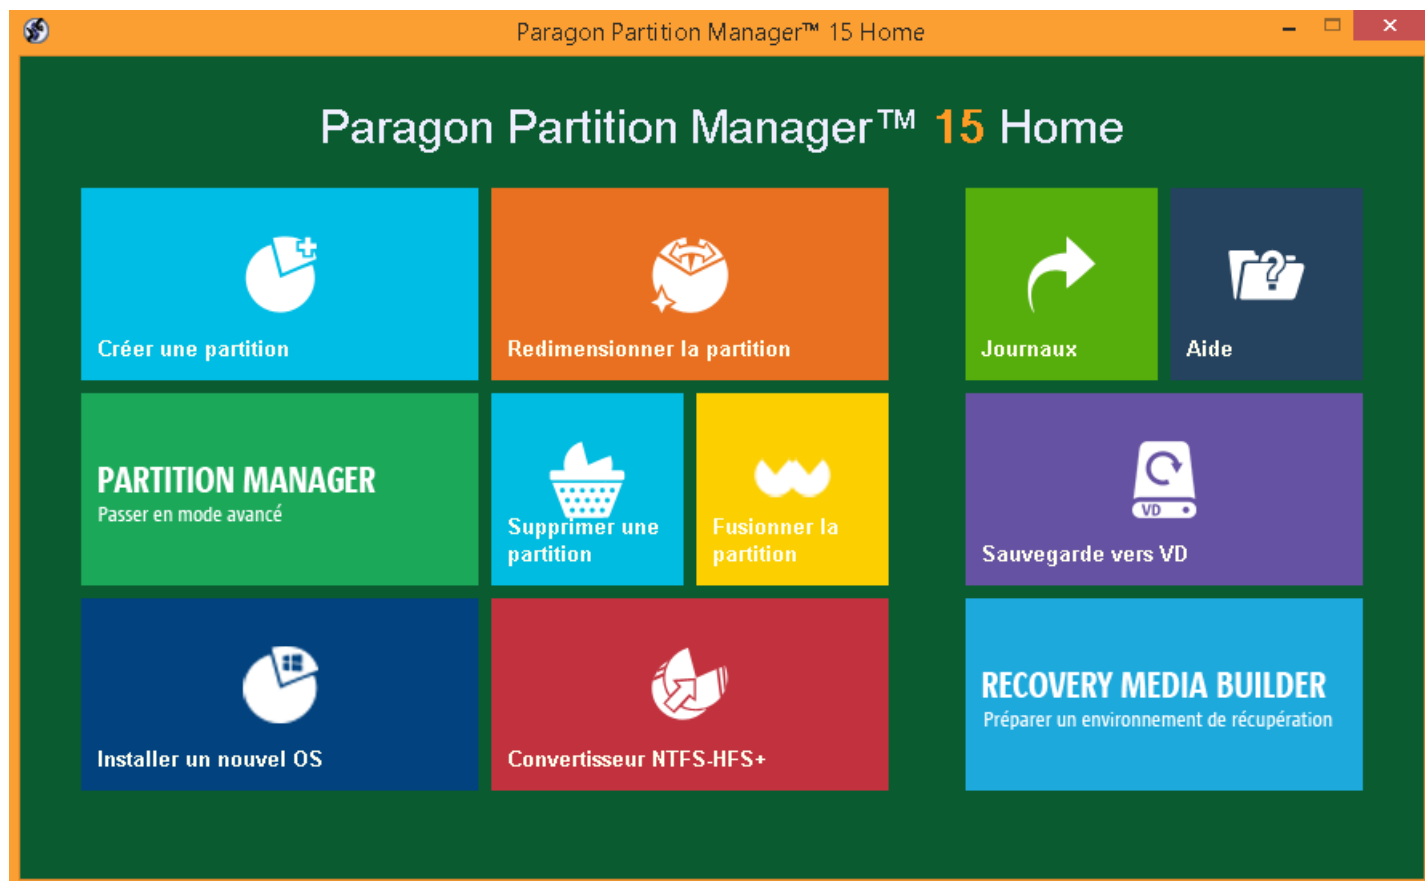 Paragon Partition Manager™ 15 Home
Paragon Partition Manager™ 15 Home
Créer une partition
Redimensionner la partition
Journaux
Aide
PARTITION MANAGER
Passer en mode avancé
Supprimer une
partition
Fusionner la
partition
VD
Sauvegarde vers VD
Installer un nouvel OS
Convertisseur NTFS-HFS+
RECOVERY MEDIA BUILDER
Préparer un environnement de récupération